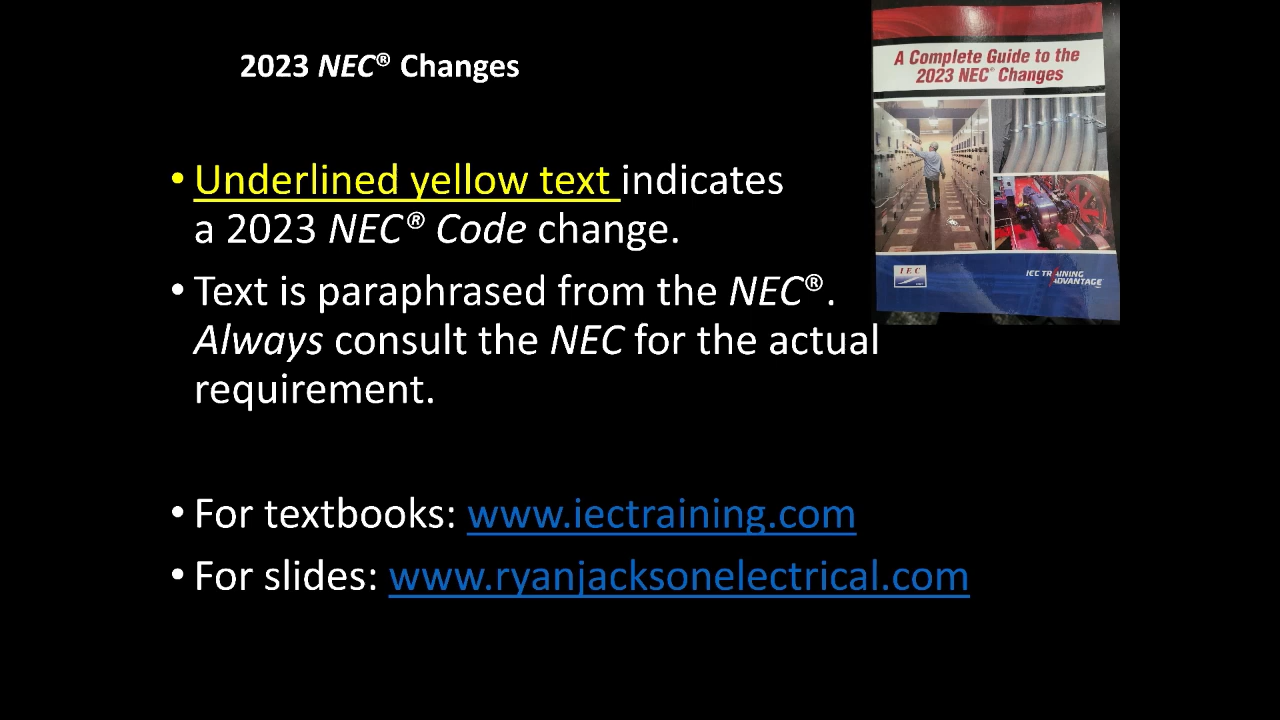 2023 NEC® Changes
A Complete Guide to the
2023 NEC® Changes
• Underlined yellow text indicates
a 2023 NEC® Code change.
• Text is paraphrased from the NEC®.
Always consult the NEC for the actual
requirement.
IEC
IEC TRAINING
ADVANTAGE
• For textbooks: www.iectraining.com
• For slides: www.ryanjacksonelectrical.com